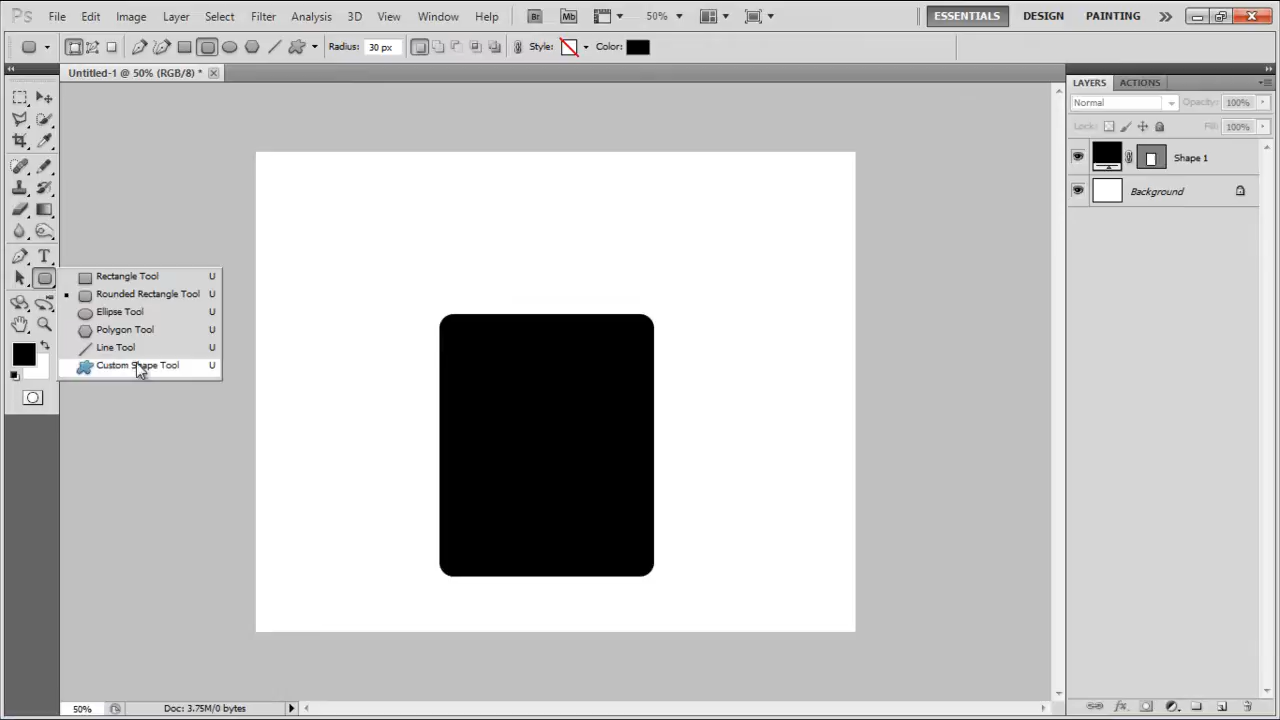 Ps File Edit Image Layer Select Filter Analysis 3D View Window Help Br Mb 50% ESSENTIALS DESIGN PAINTING
Radius: 30 px Style: Color:
Untitled-1 @ 50% (RGB/8) *
LAYERS ACTIONS
Normal Opacity: 100%
Lock: Fill: 100%
Shape 1
Background
T
Rectangle Tool U
Rounded Rectangle Tool U
Ellipse Tool U
Polygon Tool U
Line Tool U
Custom Shape Tool U
50% Doc: 3.75M/0 bytes
fx